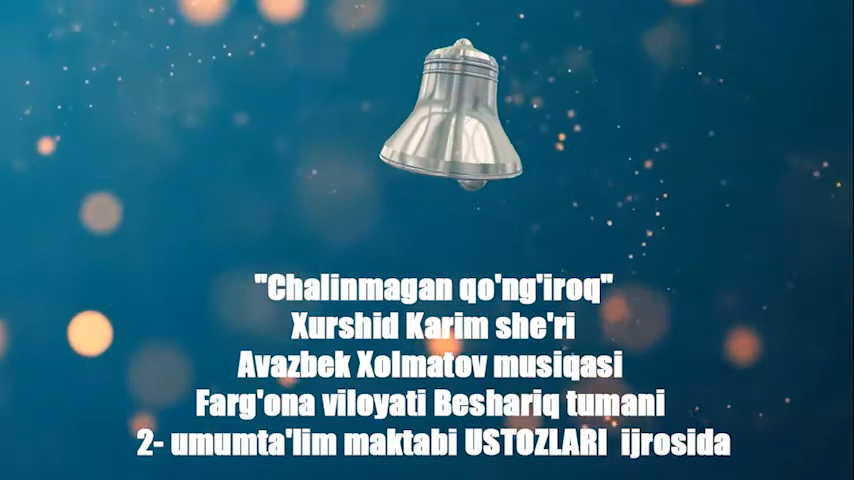 "Chalinmagan qo'ng'iroq"
Xurshid Karim she'ri
Avazbek Xolmatov musiqasi
Farg'ona viloyati Beshariq tumani
2- umumta'lim maktabi USTOZLARI ijrosida